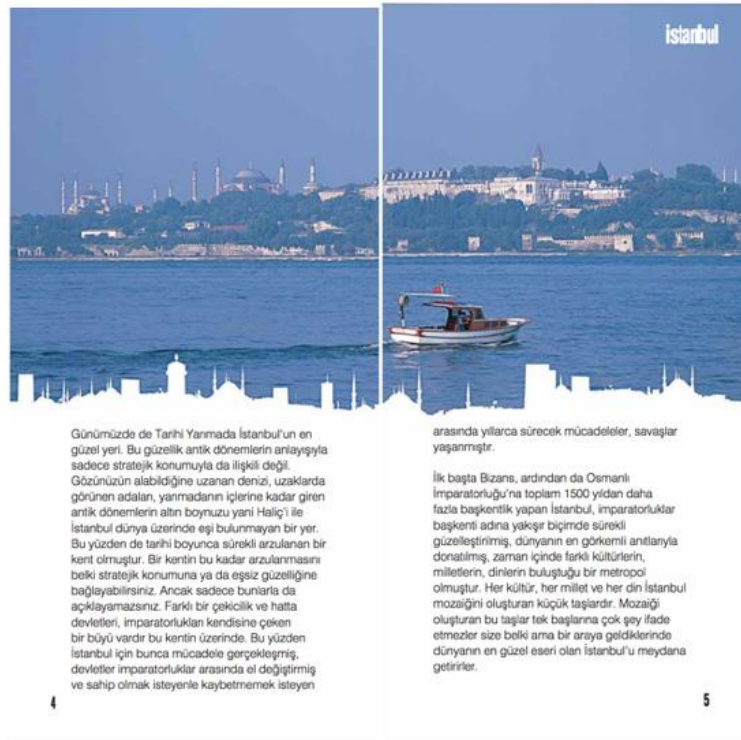 istanbul
Günümüzde de Tarihi Yarımada İstanbul'un en
güzel yeri. Bu güzellik antik dönemlerin anlayışıyla
sadece stratejik konumuyla da ilişkili değil.
Gözünüzün alabildiğine uzanan denizi, uzaklarda
görünen adaları, yarımadanın içlerine kadar giren
antik dönemlerin altın boynuzu yani Haliç'i ile
İstanbul dünya üzerinde eşi bulunmayan bir yer.
Bu yüzden de tarihi boyunca sürekli arzulanan bir
kent olmuştur. Bir kentin bu kadar arzulanmasını
belki stratejik konumuna ya da eşsiz güzelliğine
bağlayabilirsiniz. Ancak sadece bunlarla da
açıklayamazsınız. Farklı bir çekicilik ve hatta
devletleri, imparatorlukları kendisine çeken
bir büyü vardır bu kentin üzerinde. Bu yüzden
İstanbul için bunca mücadele gerçekleşmiş,
devletler imparatorluklar arasında el değiştirmiş
ve sahip olmak isteyenle kaybetmemek isteyen
4
arasında yıllarca sürecek mücadeleler, savaşlar
yaşanmıştır.
İlk başta Bizans, ardından da Osmanlı
İmparatorluğu'na toplam 1500 yıldan daha
fazla başkentlik yapan İstanbul, imparatorluklar
başkenti adına yakışır biçimde sürekli
güzelleştirilmiş, dünyanın en görkemli anıtlarıyla
donatılmış, zaman içinde farklı kültürlerin,
milletlerin, dinlerin buluştuğu bir metropol
olmuştur. Her kültür, her millet ve her din İstanbul
mozaiğini oluşturan küçük taşlardır. Mozaiği
oluşturan bu taşlar tek başlarına çok şey ifade
etmezler size belki ama bir araya geldiklerinde
dünyanın en güzel eseri olan İstanbul'u meydana
getirirler.
5